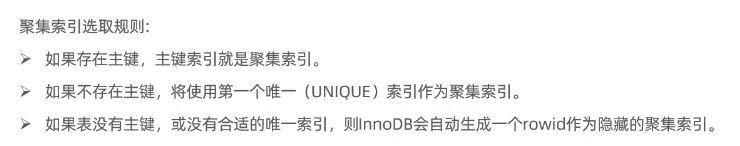 聚集索引选取规则：
➢ 如果存在主键，主键索引就是聚集索引。
➢ 如果不存在主键，将使用第一个唯一（UNIQUE）索引作为聚集索引。
➢ 如果表没有主键，或没有合适的唯一索引，则InnoDB会自动生成一个rowid作为隐藏的聚集索引。